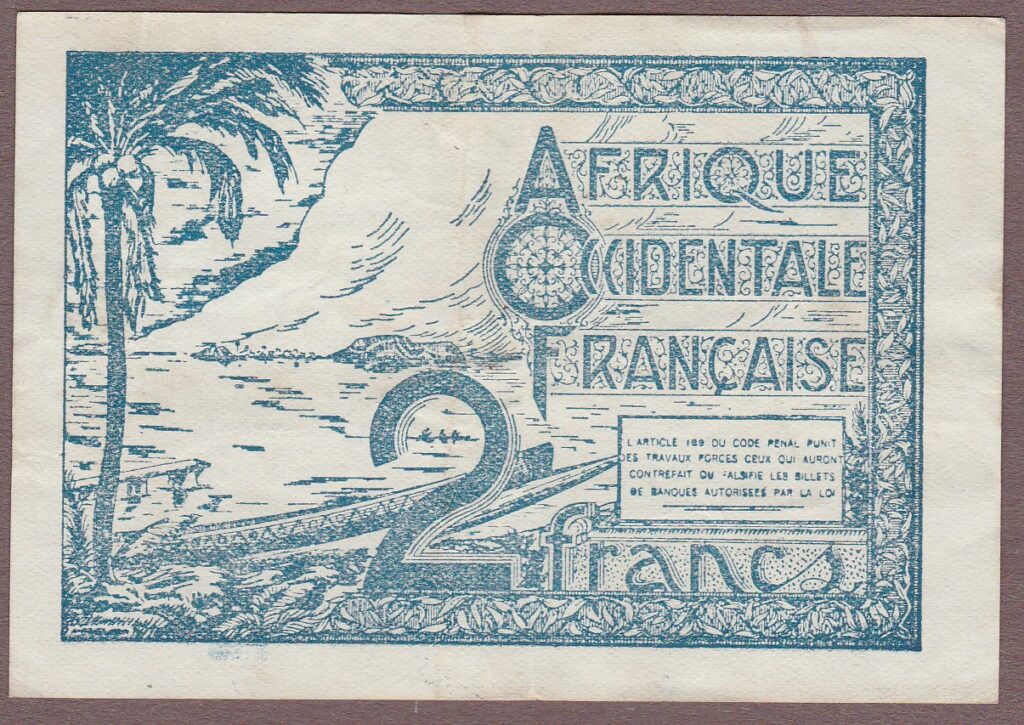 AFRIQUE
OCCIDENTALE
FRANÇAISE
L'ARTICLE 169 DU CODE PENAL PUNIT
DES TRAVAUX FORCES CEUX QUI AURONT
CONTREFAIT OU FALSIFIE LES BILLETS
DE BANQUES AUTORISEES PAR LA LOI
2 francs